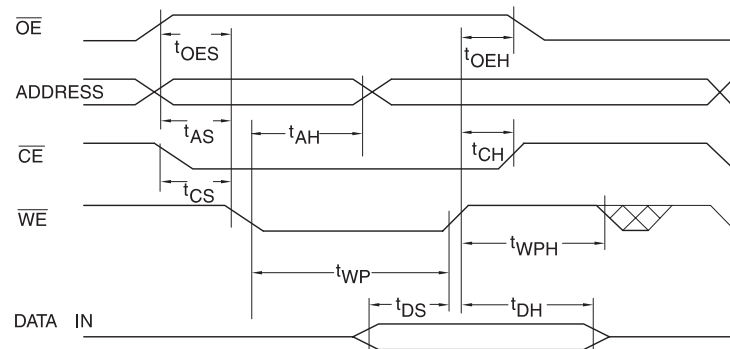 OE
tOES
tOEH
ADDRESS
tAS
tAH
CE
tCH
tCS
WE
tWPH
tWP
tDS
tDH
DATA IN